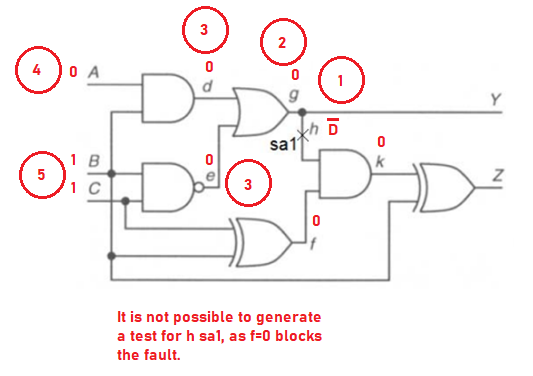 3
2
4
0 A
0
d
0
g
1
Y
h D̅
sa1
0
k
5
1 B
1 C
0
e
3
Z
0
f
It is not possible to generate
a test for h sa1, as f=0 blocks
the fault.